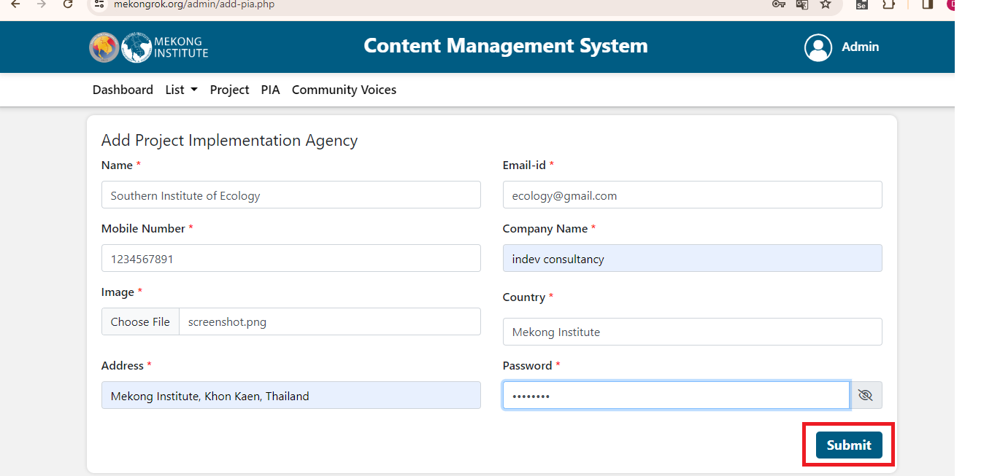 mekongrok.org/admin/add-pia.php
MEKONG
INSTITUTE
Content Management System
Admin
Dashboard List Project PIA Community Voices
Add Project Implementation Agency
Name *
Email-id *
Southern Institute of Ecology
ecology@gmail.com
Mobile Number *
Company Name *
1234567891
indev consultancy
Image *
Country *
Choose File screenshot.png
Mekong Institute
Address *
Password *
Mekong Institute, Khon Kaen, Thailand
••••••••
Submit